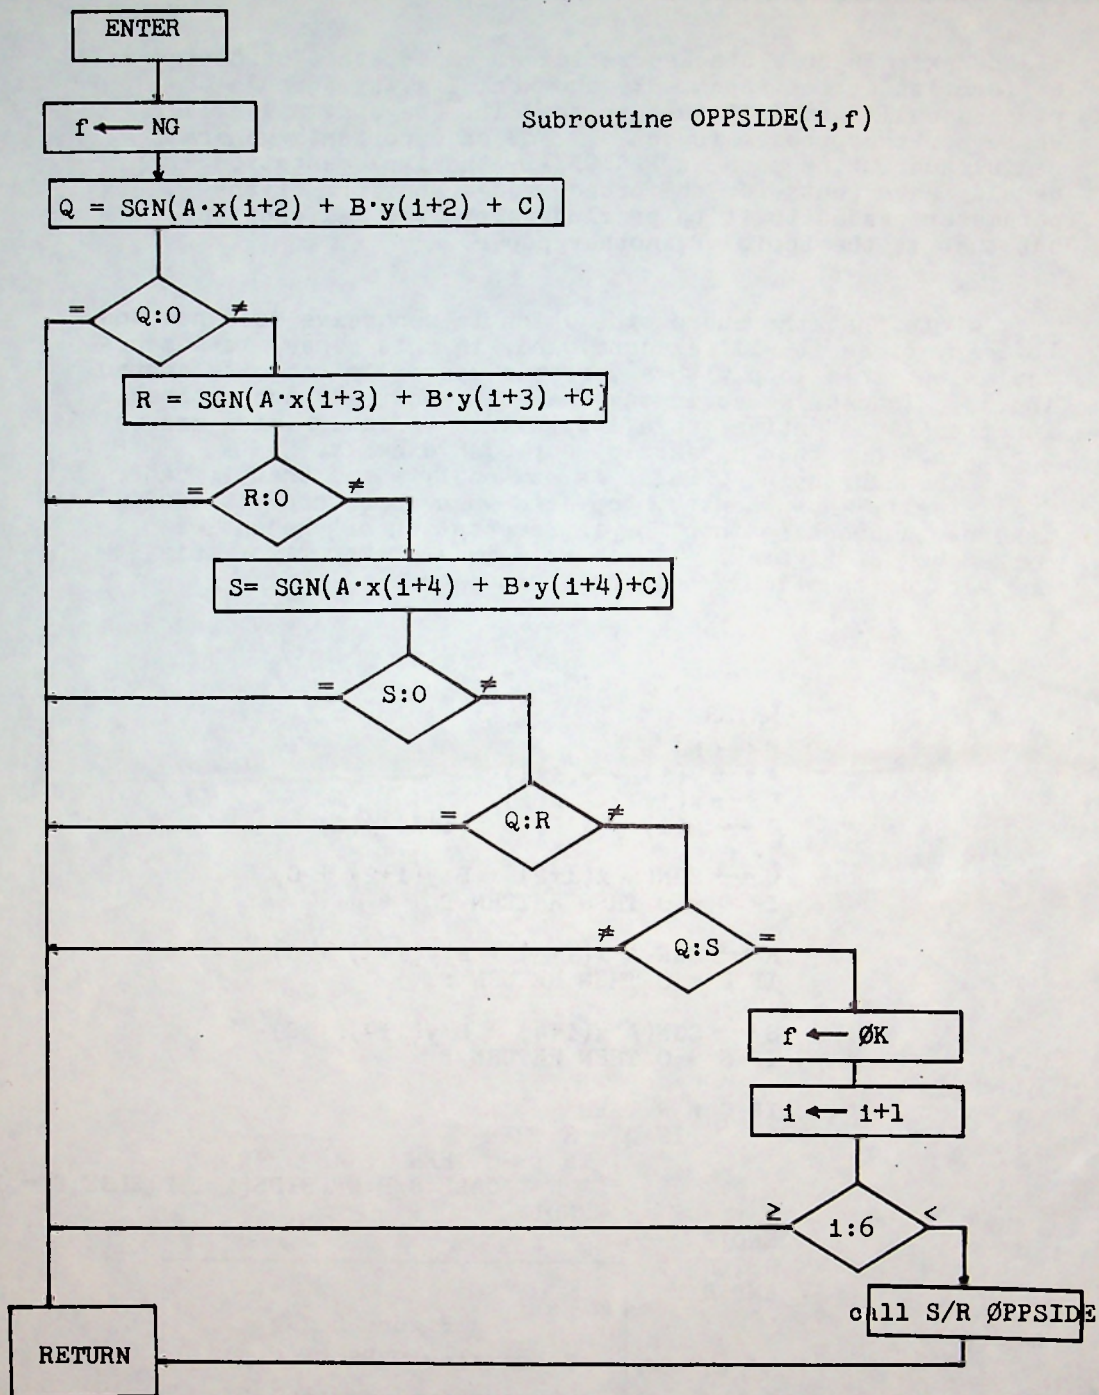 ENTER
Subroutine OPPSIDE(i,f)
f ← NG
Q = SGN(A·x(i+2) + B·y(i+2) + C)
= Q:0 ≠
R = SGN(A·x(i+3) + B·y(i+3) +C)
= R:0 ≠
S= SGN(A·x(i+4) + B·y(i+4)+C)
= S:0 ≠
= Q:R ≠
≠ Q:S =
f ← ØK
i ← i+1
≥ i:6 <
call S/R ØPPSIDE
RETURN